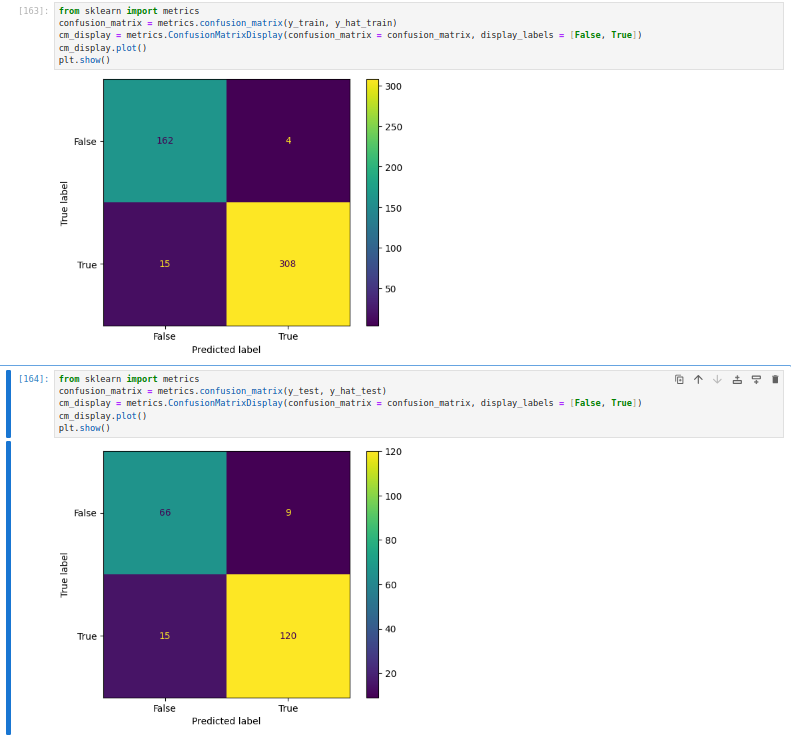 [163]:
from sklearn import metrics
confusion_matrix = metrics.confusion_matrix(y_train, y_hat_train)
cm_display = metrics.ConfusionMatrixDisplay(confusion_matrix = confusion_matrix, display_labels = [False, True])
cm_display.plot()
plt.show()
False
162
4
300
250
200
150
100
50
True label
True
15
308
False
True
Predicted label
[164]:
from sklearn import metrics
confusion_matrix = metrics.confusion_matrix(y_test, y_hat_test)
cm_display = metrics.ConfusionMatrixDisplay(confusion_matrix = confusion_matrix, display_labels = [False, True])
cm_display.plot()
plt.show()
False
66
9
120
100
80
60
40
20
True label
True
15
120
False
True
Predicted label